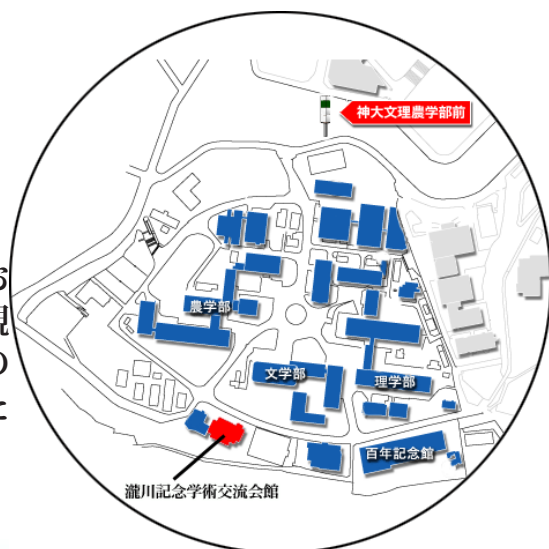 神大文理農学部前
農学部
文学部
理学部
百年記念館
瀧川記念学術交流会館